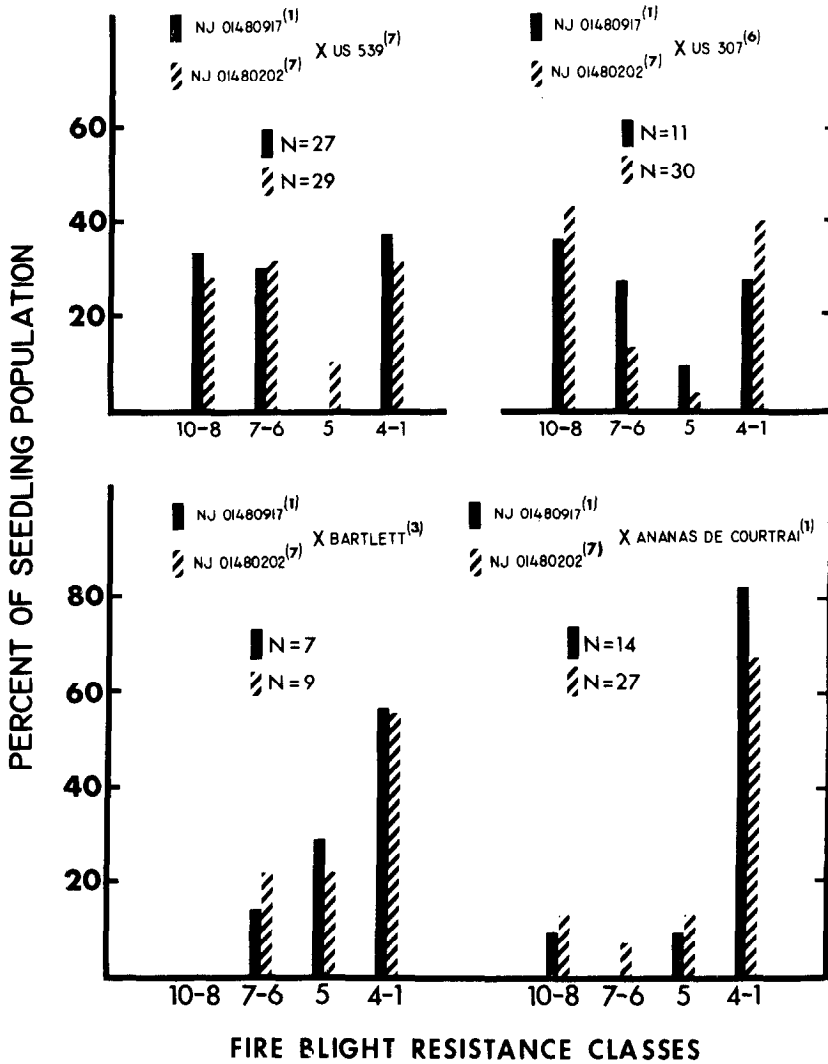 NJ 01480917(1)
NJ 01480202(7)
X US 539(7)
N=27
N=29
NJ 01480917(1)
NJ 01480202(7)
X US 307(6)
N=11
N=30
60
40
20
10-8 7-6 5 4-1
10-8 7-6 5 4-1
NJ 01480917(1)
NJ 01480202(7)
X BARTLETT(3)
N=7
N=9
NJ 01480917(1)
NJ 01480202(7)
X ANANAS DE COURTRAI(1)
N=14
N=27
80
60
40
20
10-8 7-6 5 4-1
10-8 7-6 5 4-1
PERCENT OF SEEDLING POPULATION
FIRE BLIGHT RESISTANCE CLASSES